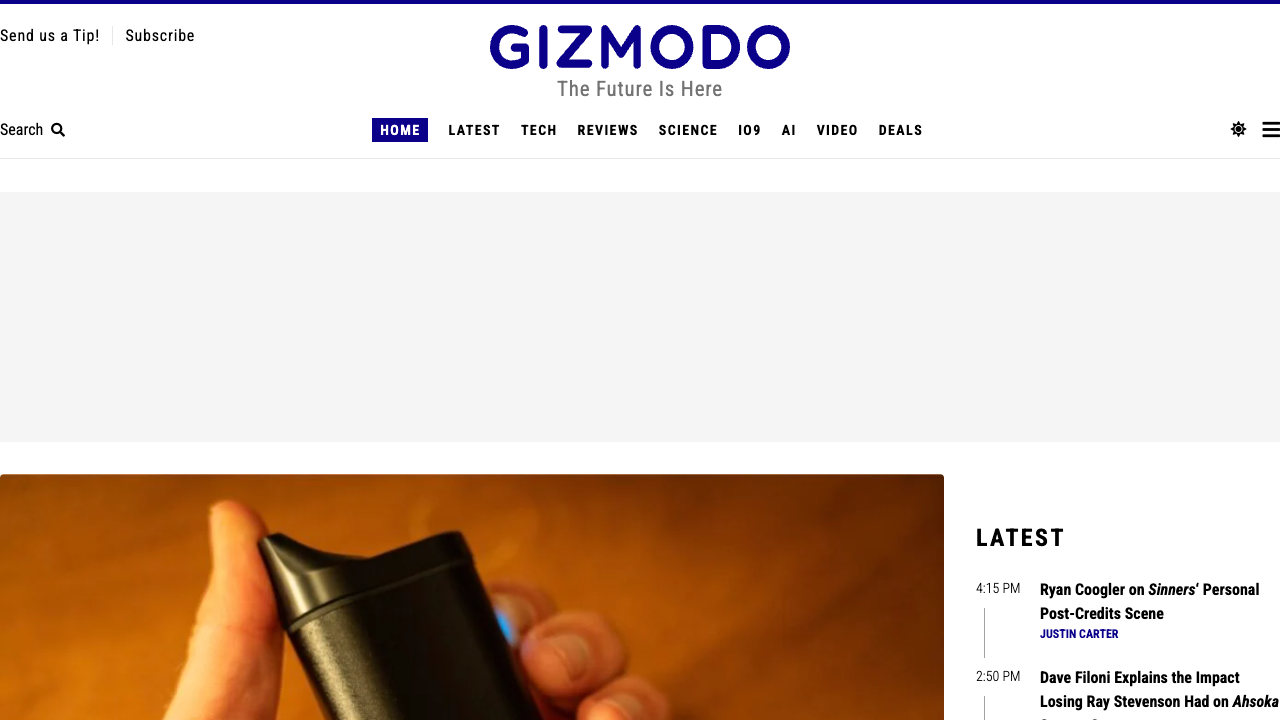 Send us a Tip!
Subscribe
GIZMODO
The Future Is Here
Search
HOME
LATEST
TECH
REVIEWS
SCIENCE
IO9
AI
VIDEO
DEALS
LATEST
4:15 PM
Ryan Coogler on Sinners‘ Personal
Post-Credits Scene
JUSTIN CARTER
2:50 PM
Dave Filoni Explains the Impact
Losing Ray Stevenson Had on Ahsoka